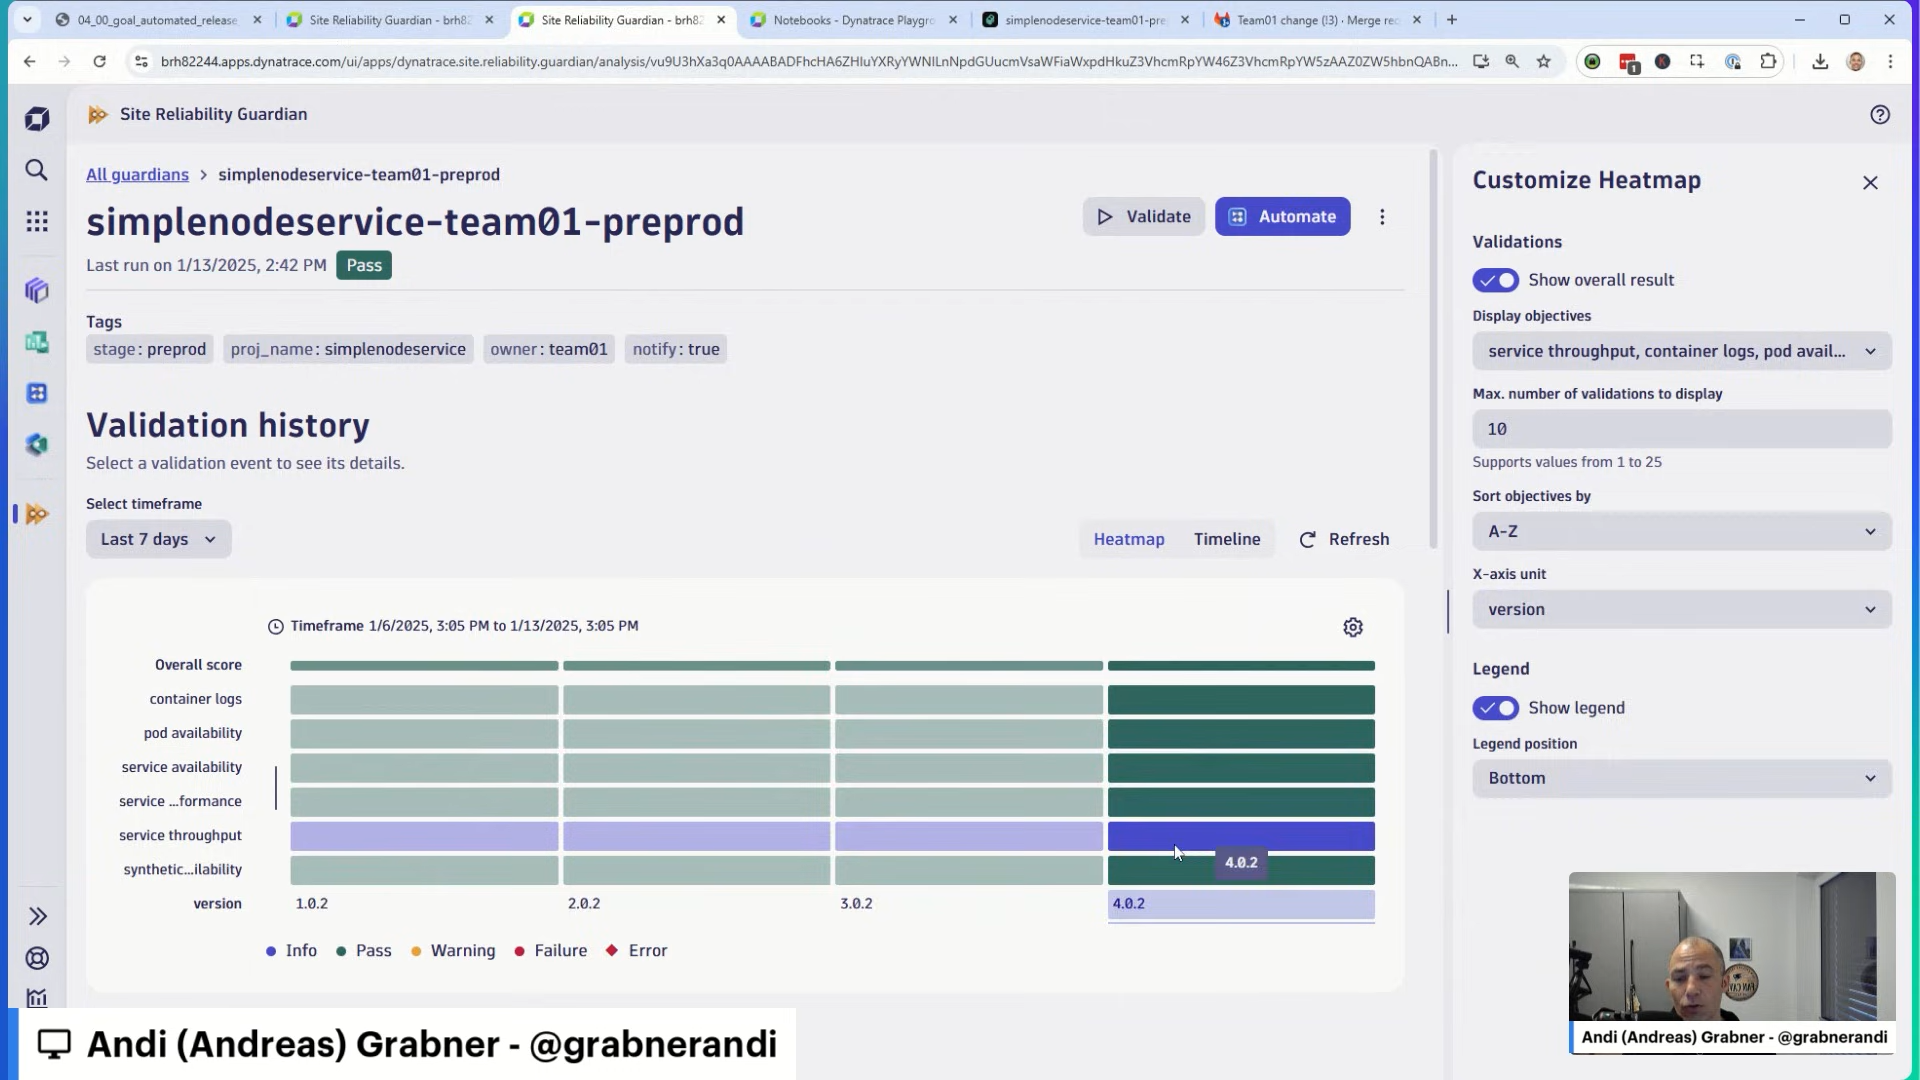 04_00_goal_automated_release
Site Reliability Guardian - brh82
Site Reliability Guardian - brh82
Notebooks - Dynatrace Playgro
simplenodeservice-team01-pre
Team01 change (!3) · Merge re
brh82244.apps.dynatrace.com/ui/apps/dynatrace.site.reliability.guardian/analysis/
1
Site Reliability Guardian
All guardians > simplenodeservice-team01-preprod
simplenodeservice-team01-preprod
Validate
Automate
Last run on 1/13/2025, 2:42 PM Pass
Tags
stage: preprod
proj_name: simplenodeservice
owner: team01
notify: true
Validation history
Select a validation event to see its details.
Select timeframe
Last 7 days
Heatmap
Timeline
Refresh
Timeframe 1/6/2025, 3:05 PM to 1/13/2025, 3:05 PM
Overall score
container logs
pod availability
service availability
service ...formance
service throughput
synthetic...ilability
4.0.2
version 1.0.2 2.0.2 3.0.2 4.0.2
Info Pass Warning Failure Error
Customize Heatmap
Validations
Show overall result
Display objectives
service throughput, container logs, pod avail...
Max. number of validations to display
10
Supports values from 1 to 25
Sort objectives by
A-Z
X-axis unit
version
Legend
Show legend
Legend position
Bottom
Andi (Andreas) Grabner - @grabnerandi
Andi (Andreas) Grabner - @grabnerandi